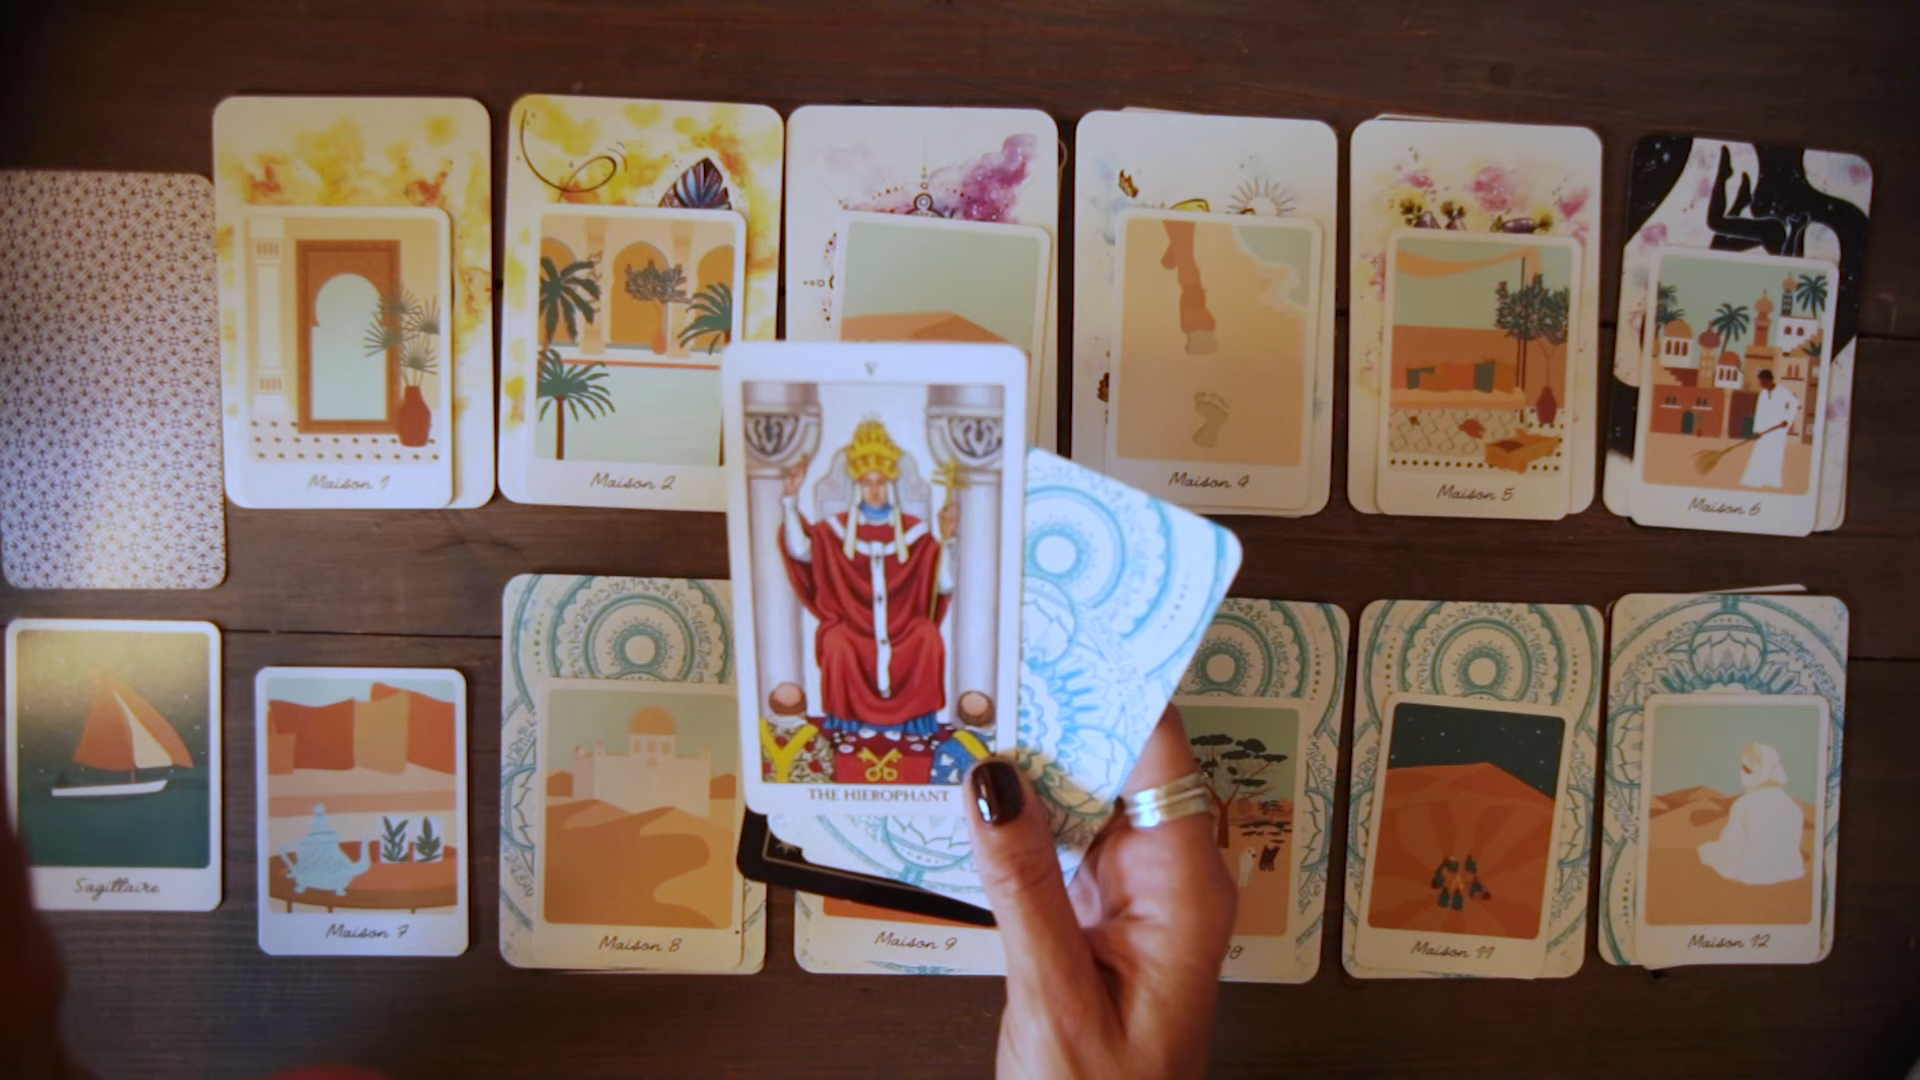 Maison 1
Maison 2
Maison 4
Maison 5
Maison 6
V
THE HIEROPHANT
Sagittaire
Maison 7
Maison 8
Maison 9
Maison 11
Maison 12